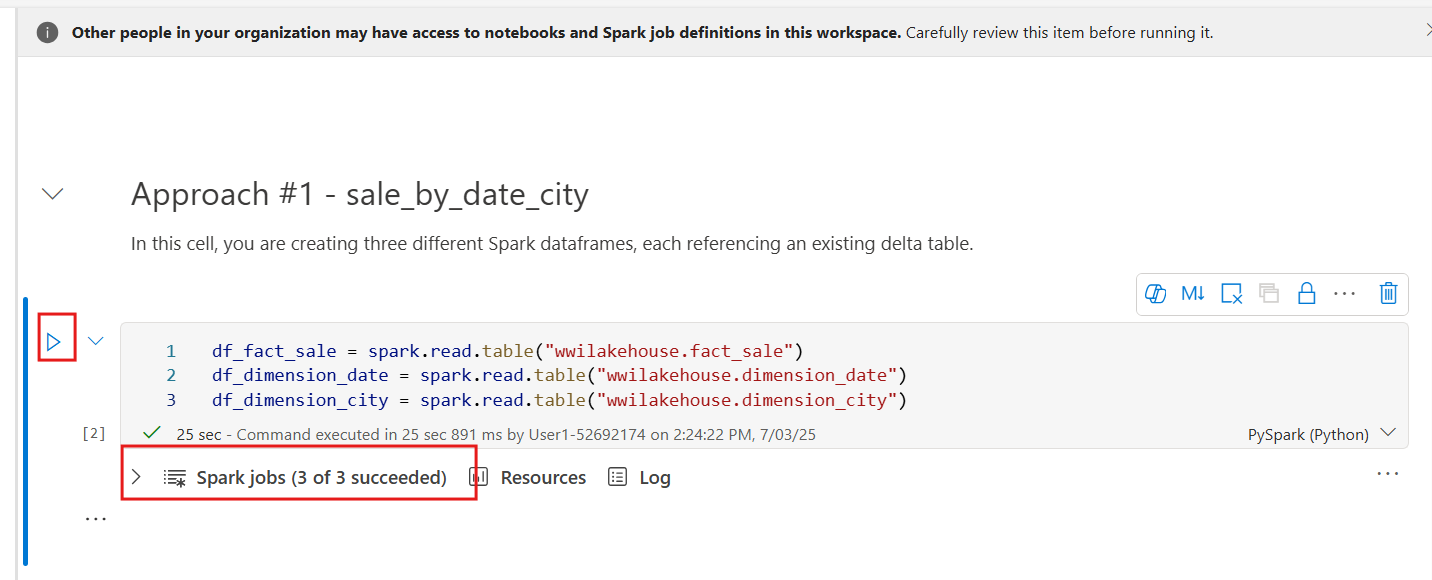 Other people in your organization may have access to notebooks and Spark job definitions in this workspace. Carefully review this item before running it.
Approach #1 - sale_by_date_city
In this cell, you are creating three different Spark dataframes, each referencing an existing delta table.
M↓
1 df_fact_sale = spark.read.table("wwilakehouse.fact_sale")
2 df_dimension_date = spark.read.table("wwilakehouse.dimension_date")
3 df_dimension_city = spark.read.table("wwilakehouse.dimension_city")
[2] 25 sec - Command executed in 25 sec 891 ms by User1-52692174 on 2:24:22 PM, 7/03/25 PySpark (Python)
Spark jobs (3 of 3 succeeded) Resources Log